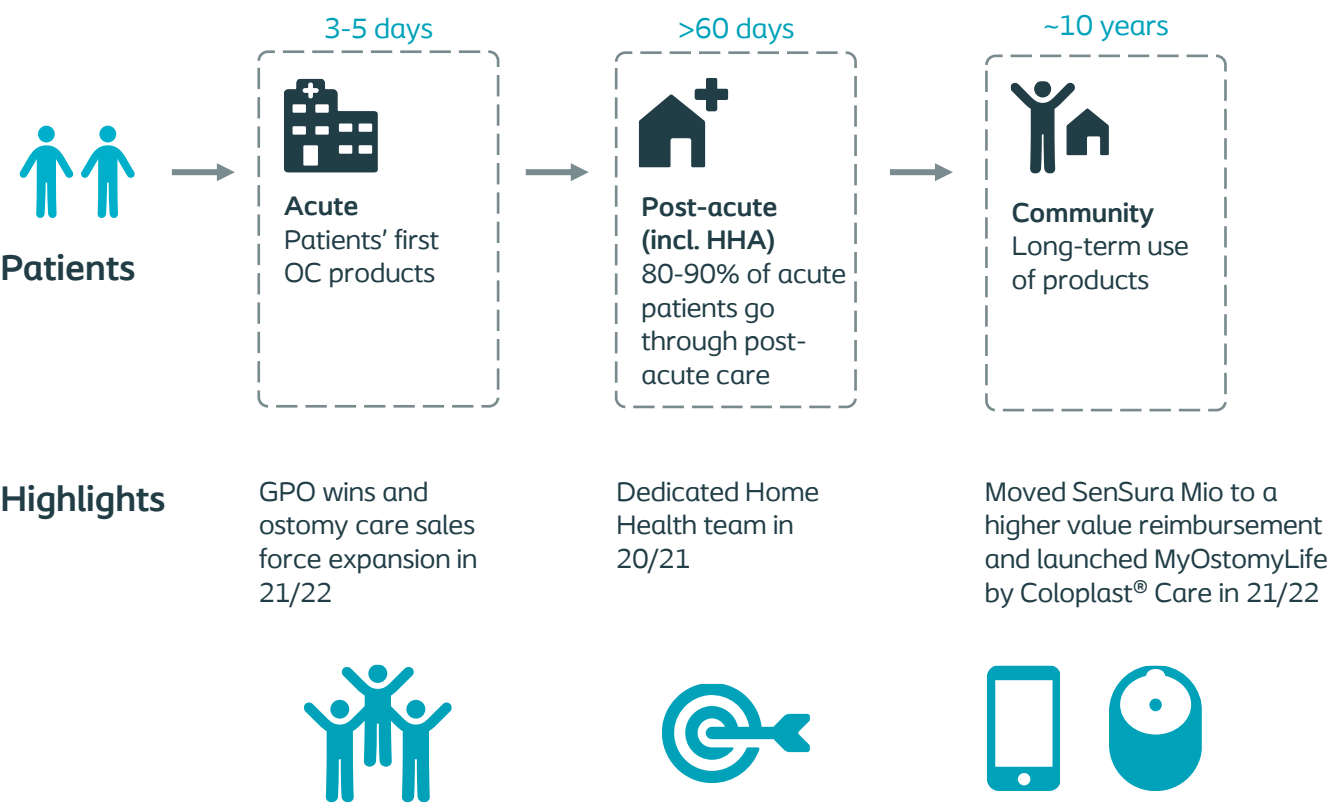 3-5 days
>60 days
~10 years
Patients
Acute
Patients’ first
OC products
Post-acute
(incl. HHA)
80-90% of acute
patients go
through post-
acute care
Community
Long-term use
of products
Highlights
GPO wins and
ostomy care sales
force expansion in
21/22
Dedicated Home
Health team in
20/21
Moved SenSura Mio to a
higher value reimbursement
and launched MyOstomyLife
by Coloplast® Care in 21/22